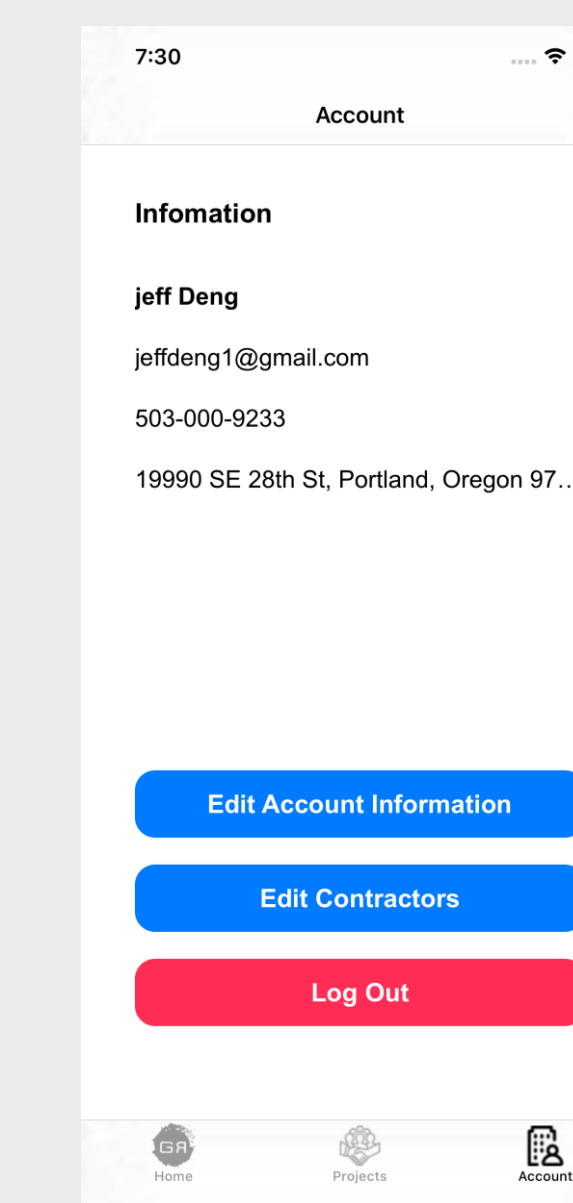 7:30
Account
Infomation
jeff Deng
jeffdeng1@gmail.com
503-000-9233
19990 SE 28th St, Portland, Oregon 97…
Edit Account Information
Edit Contractors
Log Out
GR
Home
Projects
Account